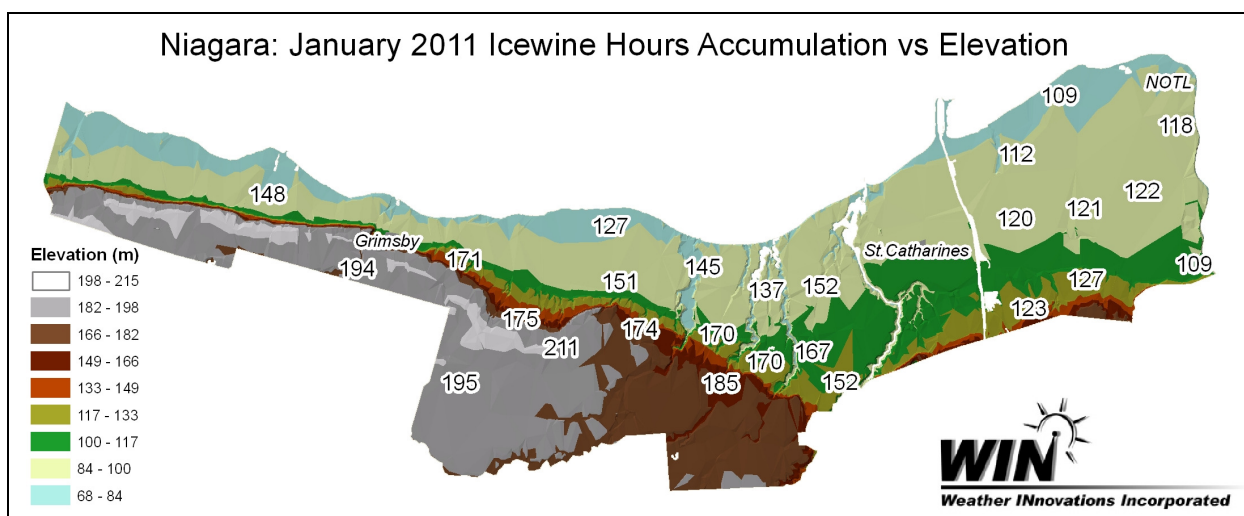 Niagara: January 2011 Icewine Hours Accumulation vs Elevation
NOTL
109
118
112
148
122
121
120
127
Grimsby
St.Catharines
194
171
145
109
127
151
137
152
123
175
174
170
211
170
167
195
185
152
Elevation (m)
198 - 215
182 - 198
166 - 182
149 - 166
133 - 149
117 - 133
100 - 117
84 - 100
68 - 84
WIN
Weather INnovations Incorporated